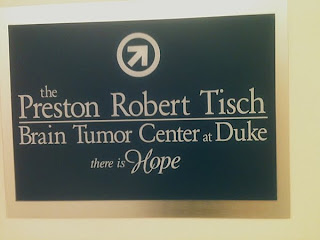 the
Preston Robert Tisch
Brain Tumor Center at Duke
there is Hope